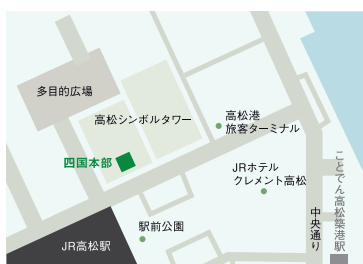 多目的広場
高松シンボルタワー
高松港
旅客ターミナル
四国本部
JRホテル
クレメント高松
ことでん高松築港駅
中央通り
駅前公園
JR高松駅